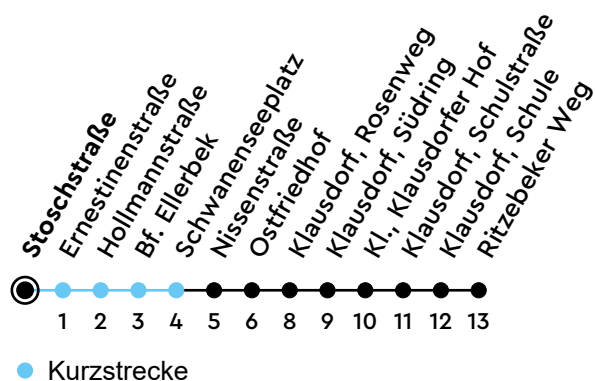 Stoschstraße
Ernestinenstraße
Hollmannstraße
Bf. Ellerbek
Schwanenseeplatz
Nissenstraße
Ostfriedhof
Klausdorf, Rosenweg
Klausdorf, Südring
Kl., Klausdorfer Hof
Klausdorf, Schulstraße
Klausdorf, Schule
Ritzebeker Weg
1 2 3 4 5 6 8 9 10 11 12 13
Kurzstrecke